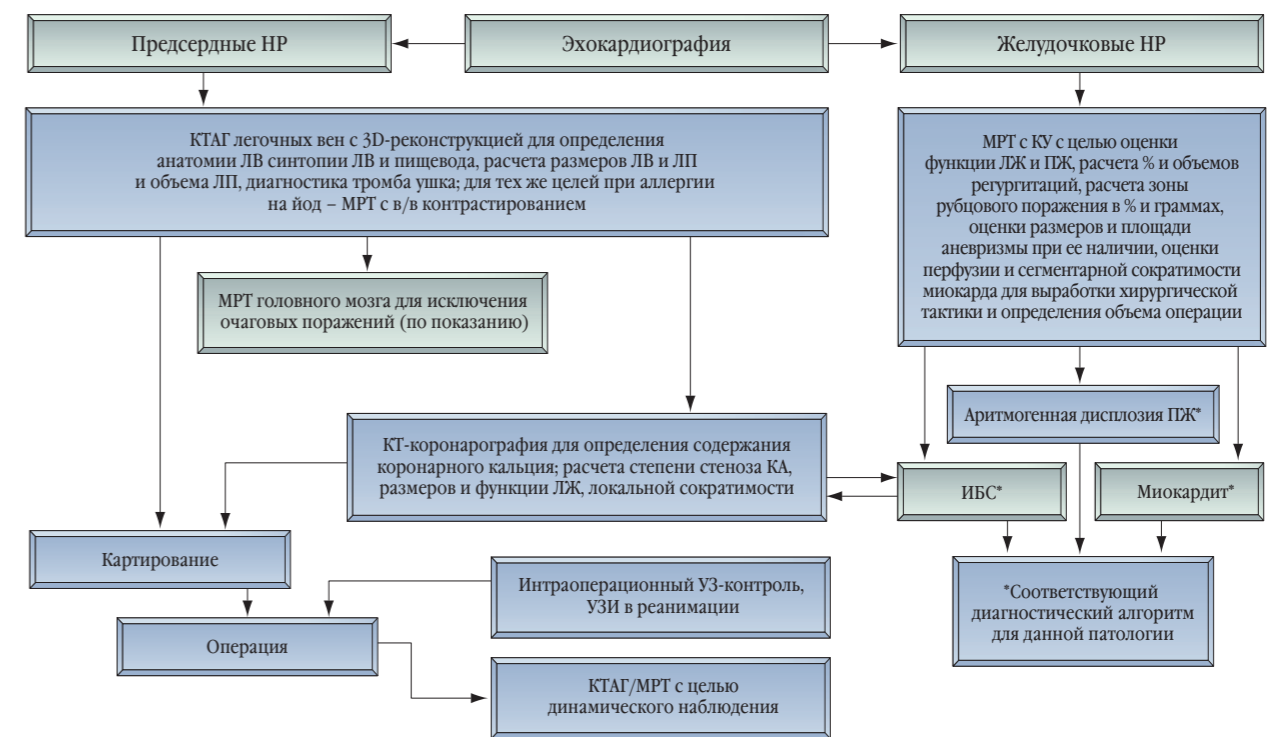 Предсердные НР
Эхокардиография
Желудочковые НР
КТАГ легочных вен с 3D-реконструкцией для определения
анатомии ЛВ синтопии ЛВ и пищевода, расчета размеров ЛВ и ЛП
и объема ЛП, диагностика тромба ушка; для тех же целей при аллергии
на йод – МРТ с в/в контрастированием
МРТ с КУ с целью оценки
функции ЛЖ и ПЖ, расчета % и объемов
регургитаций, расчета зоны
рубцового поражения в % и граммах,
оценки размеров и площади
аневризмы при ее наличии, оценки
перфузии и сегментарной сократимости
миокарда для выработки хирургической
тактики и определения объема операции
МРТ головного мозга для исключения
очаговых поражений (по показанию)
Аритмогенная дисплозия ПЖ*
КТ-коронарография для определения содержания
коронарного кальция; расчета степени стеноза КА,
размеров и функции ЛЖ, локальной сократимости
ИБС*
Миокардит*
Картирование
Интраоперационный УЗ-контроль,
УЗИ в реанимации
*Соответствующий
диагностический алгоритм
для данной патологии
Операция
КТАГ/МРТ с целью
динамического наблюдения